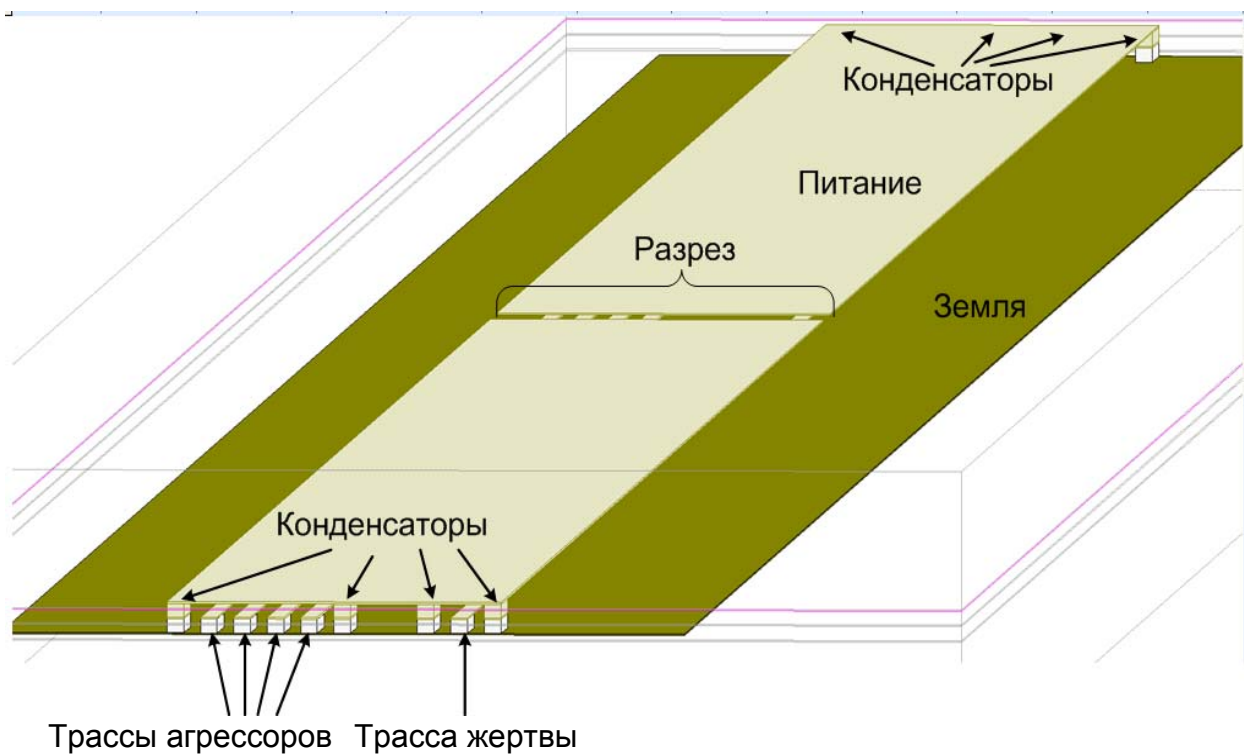 Конденсаторы
Питание
Разрез
Земля
Конденсаторы
Трассы агрессоров
Трасса жертвы